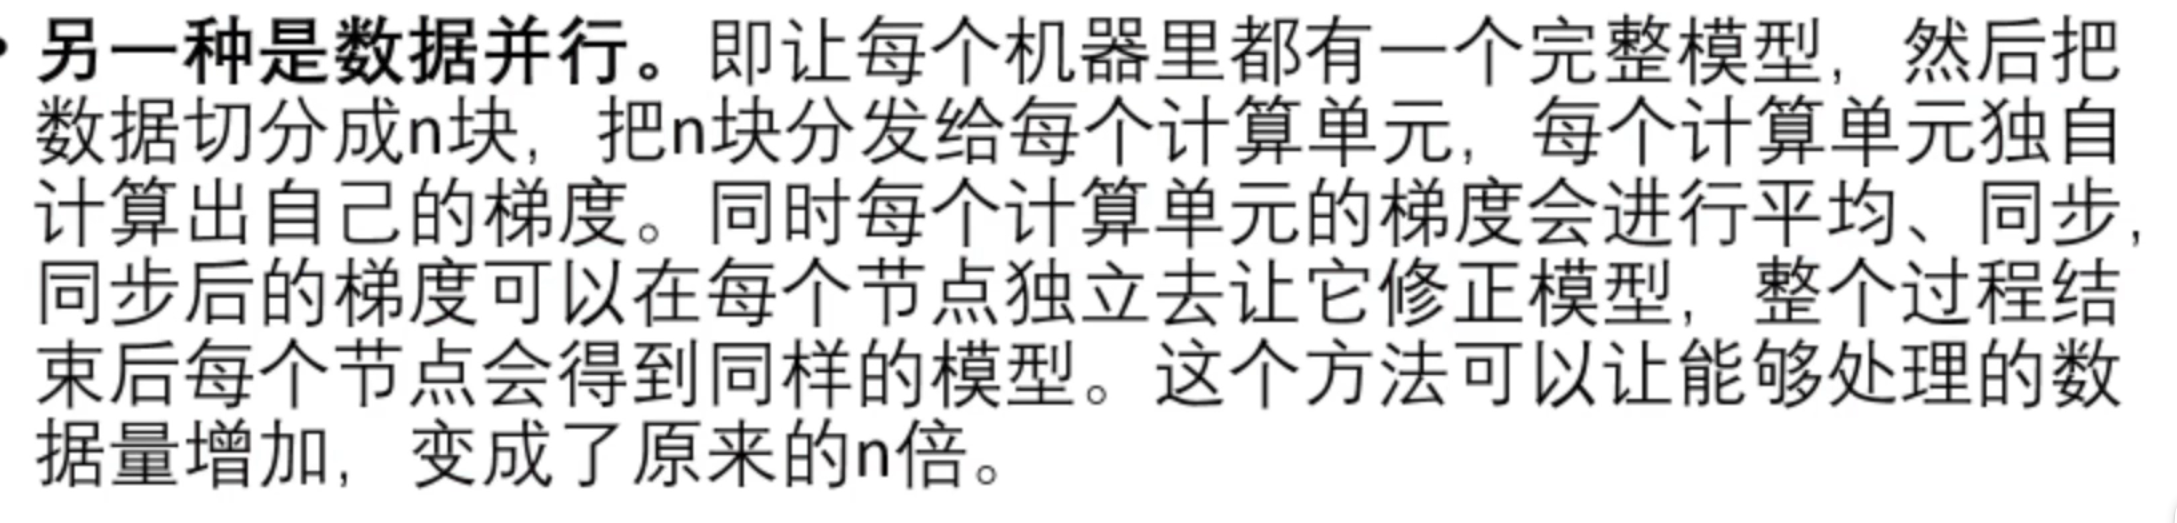 • 另一种是数据并行。即让每个机器里都有一个完整模型，然后把
数据切分成n块，把n块分发给每个计算单元，每个计算单元独自
计算出自己的梯度。同时每个计算单元的梯度会进行平均、同步，
同步后的梯度可以在每个节点独立去让它修正模型，整个过程结
束后每个节点会得到同样的模型。这个方法可以让能够处理的数
据量增加，变成了原来的n倍。